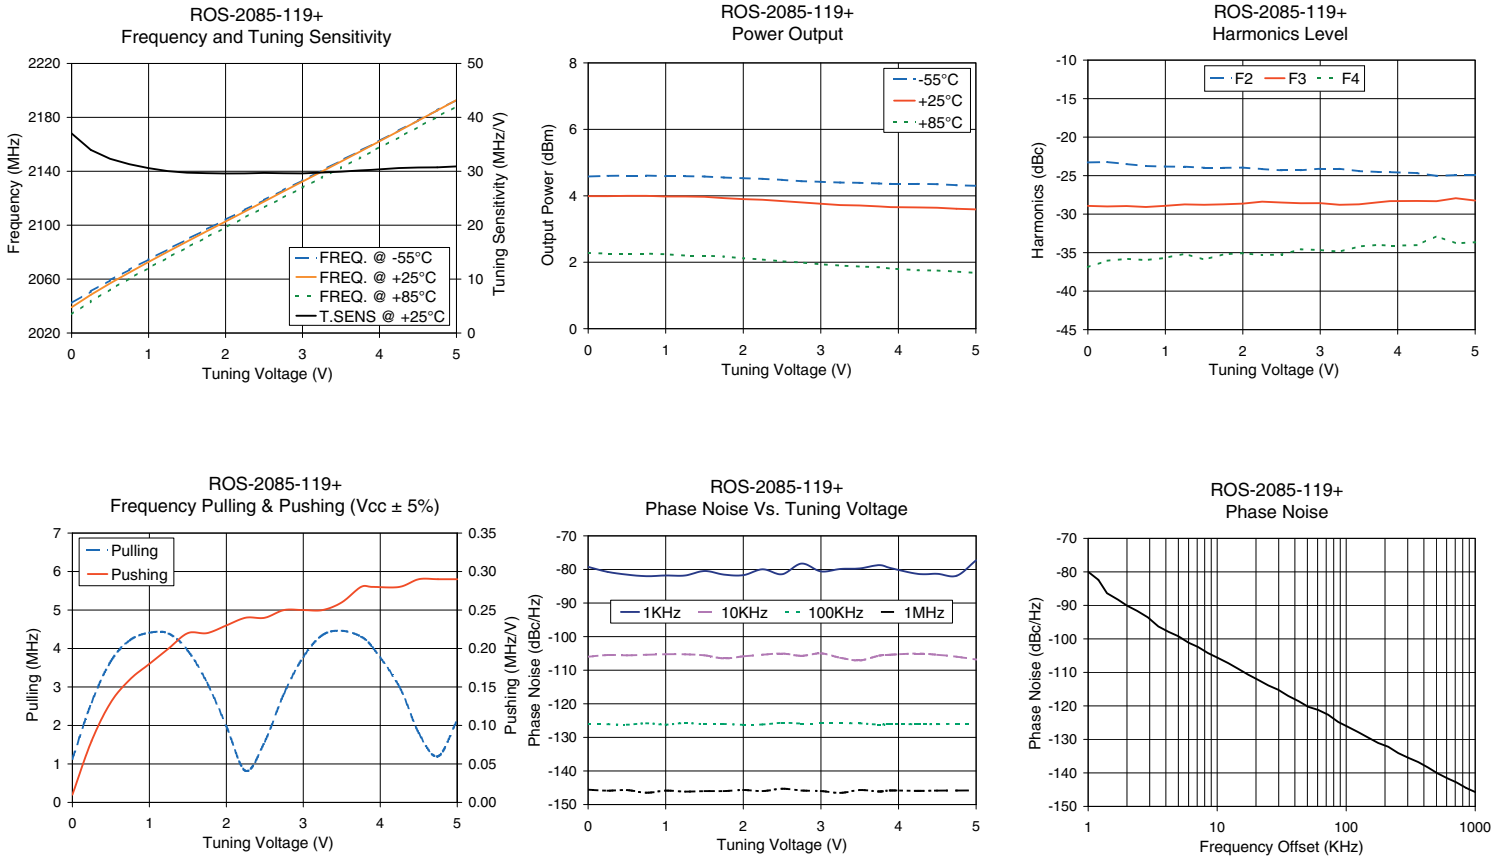 ROS-2085-119+
Frequency and Tuning Sensitivity
2220
2180
2140
2100
2060
2020
Frequency (MHz)
50
40
30
20
10
0
Tuning Sensitivity (MHz/V)
FREQ. @ -55°C
FREQ. @ +25°C
FREQ. @ +85°C
T.SENS @ +25°C
0 1 2 3 4 5
Tuning Voltage (V)
ROS-2085-119+
Power Output
8
6
4
2
0
Output Power (dBm)
-55°C
+25°C
+85°C
0 1 2 3 4 5
Tuning Voltage (V)
ROS-2085-119+
Harmonics Level
-10
-15
-20
-25
-30
-35
-40
-45
Harmonics (dBc)
F2 F3 F4
0 1 2 3 4 5
Tuning Voltage (V)
ROS-2085-119+
Frequency Pulling & Pushing (Vcc ± 5%)
7
6
5
4
3
2
1
0
Pulling (MHz)
0.35
0.30
0.25
0.20
0.15
0.10
0.05
0.00
Pushing (MHz/V)
Pulling
Pushing
0 1 2 3 4 5
Tuning Voltage (V)
ROS-2085-119+
Phase Noise Vs. Tuning Voltage
-70
-80
-90
-100
-110
-120
-130
-140
-150
Phase Noise (dBc/Hz)
1KHz 10KHz 100KHz 1MHz
0 1 2 3 4 5
Tuning Voltage (V)
ROS-2085-119+
Phase Noise
-70
-80
-90
-100
-110
-120
-130
-140
-150
Phase Noise (dBc/Hz)
1 10 100 1000
Frequency Offset (KHz)